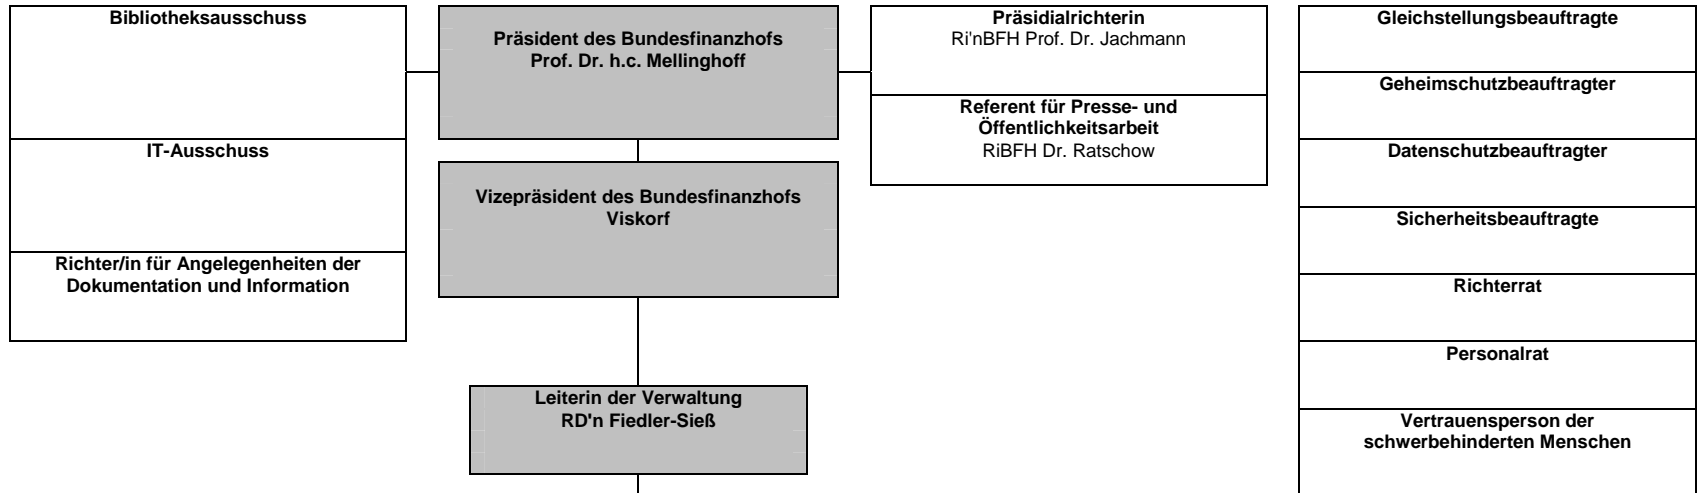 Bibliotheksausschuss
IT-Ausschuss
Richter/in für Angelegenheiten der
Dokumentation und Information
Präsident des Bundesfinanzhofs
Prof. Dr. h.c. Mellinghoff
Vizepräsident des Bundesfinanzhofs
Viskorf
Leiterin der Verwaltung
RD'n Fiedler-Sieß
Präsidialrichterin
Ri'nBFH Prof. Dr. Jachmann
Referent für Presse- und
Öffentlichkeitsarbeit
RiBFH Dr. Ratschow
Gleichstellungsbeauftragte
Geheimschutzbeauftragter
Datenschutzbeauftragter
Sicherheitsbeauftragte
Richterrat
Personalrat
Vertrauensperson der
schwerbehinderten Menschen